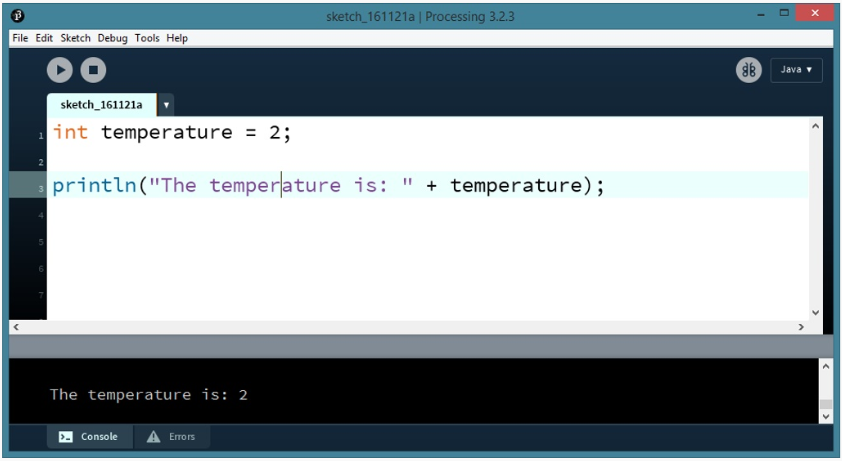 sketch_161121a | Processing 3.2.3
File Edit Sketch Debug Tools Help
Java ▾
sketch_161121a
1 int temperature = 2;
2
3 println("The temperature is: " + temperature);
4
5
6
7
The temperature is: 2
Console Errors